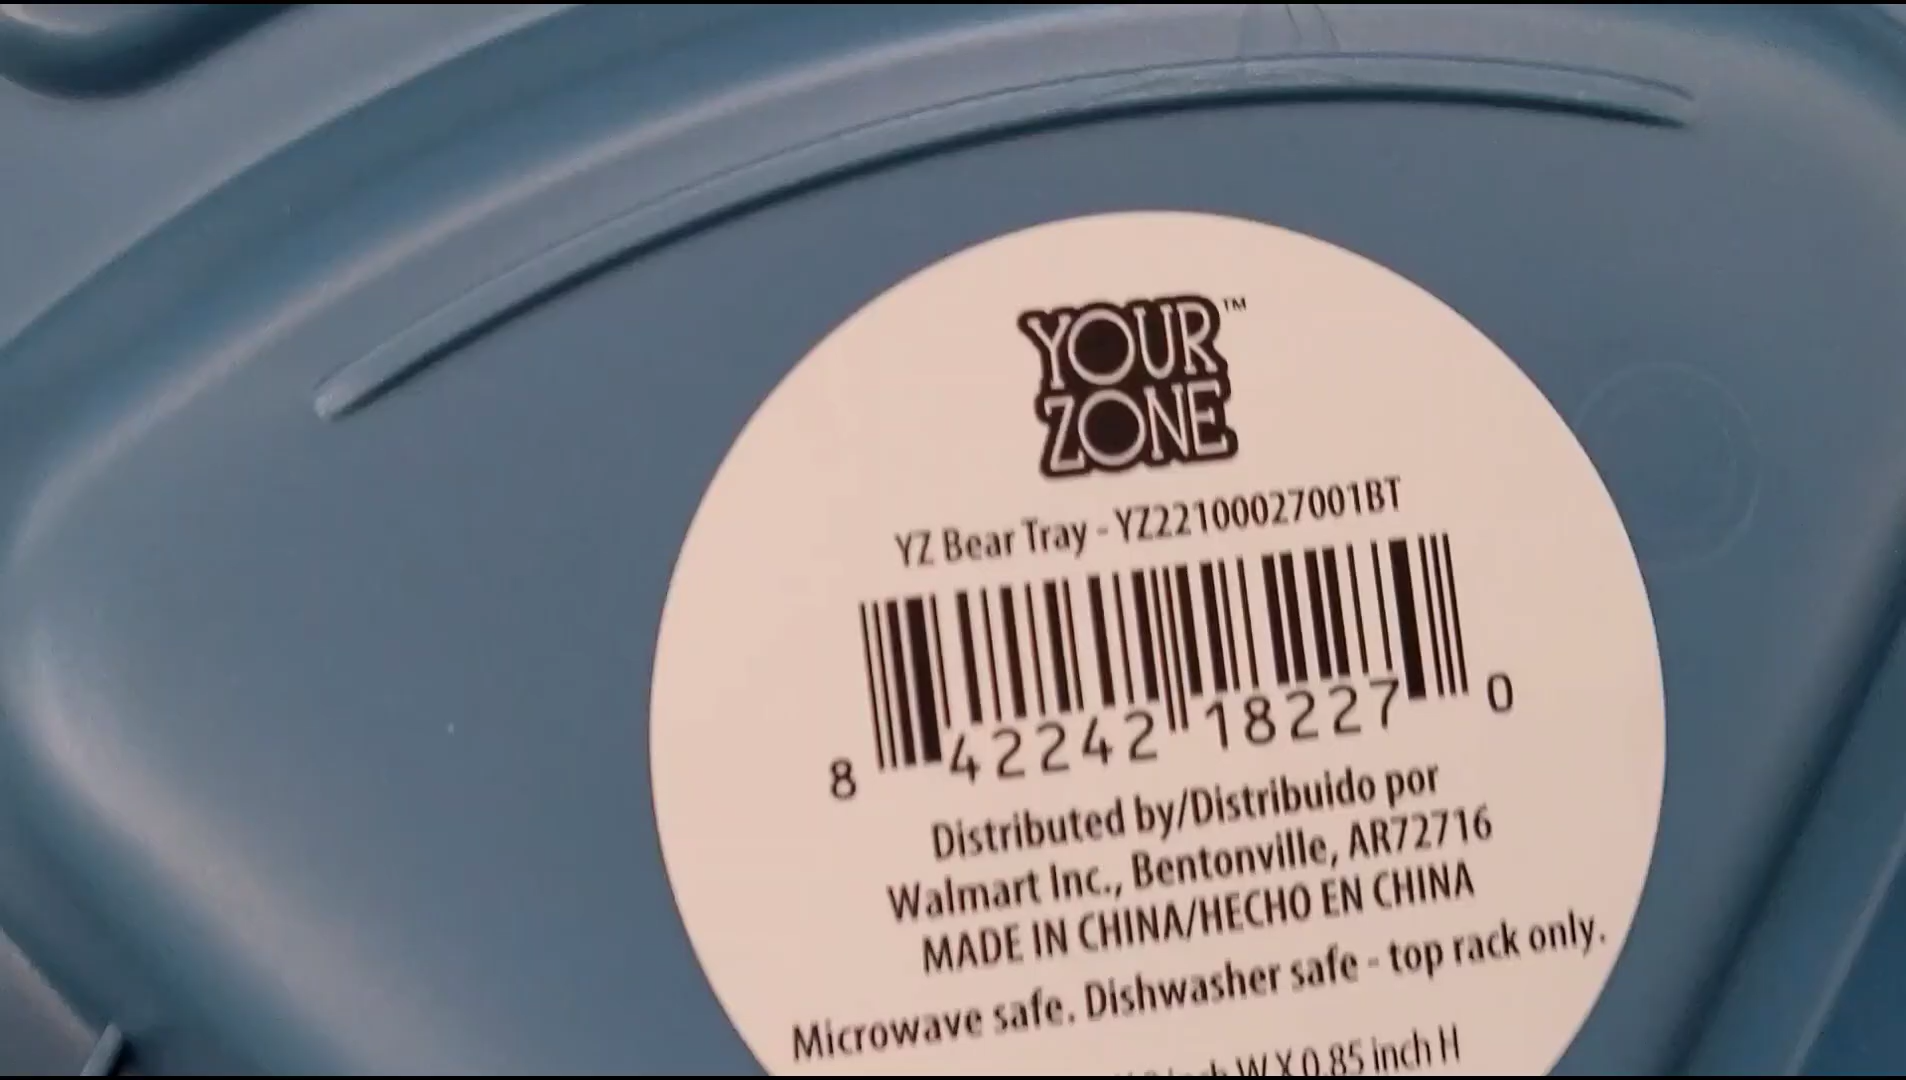 YOUR™
ZONE
YZ Bear Tray - YZ22100027001BT
8 42242 18227 0
Distributed by/Distribuido por
Walmart Inc., Bentonville, AR72716
MADE IN CHINA/HECHO EN CHINA
Microwave safe. Dishwasher safe - top rack only.
inch W X 0.85 inch H